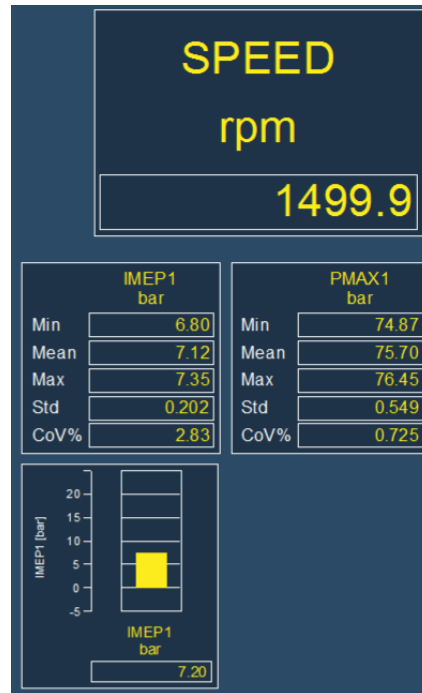 SPEED
rpm
1499.9
IMEP1
bar
Min 6.80
Mean 7.12
Max 7.35
Std 0.202
CoV% 2.83
PMAX1
bar
Min 74.87
Mean 75.70
Max 76.45
Std 0.549
CoV% 0.725
IMEP1 [bar]
20
15
10
5
0
-5
IMEP1
bar
7.20